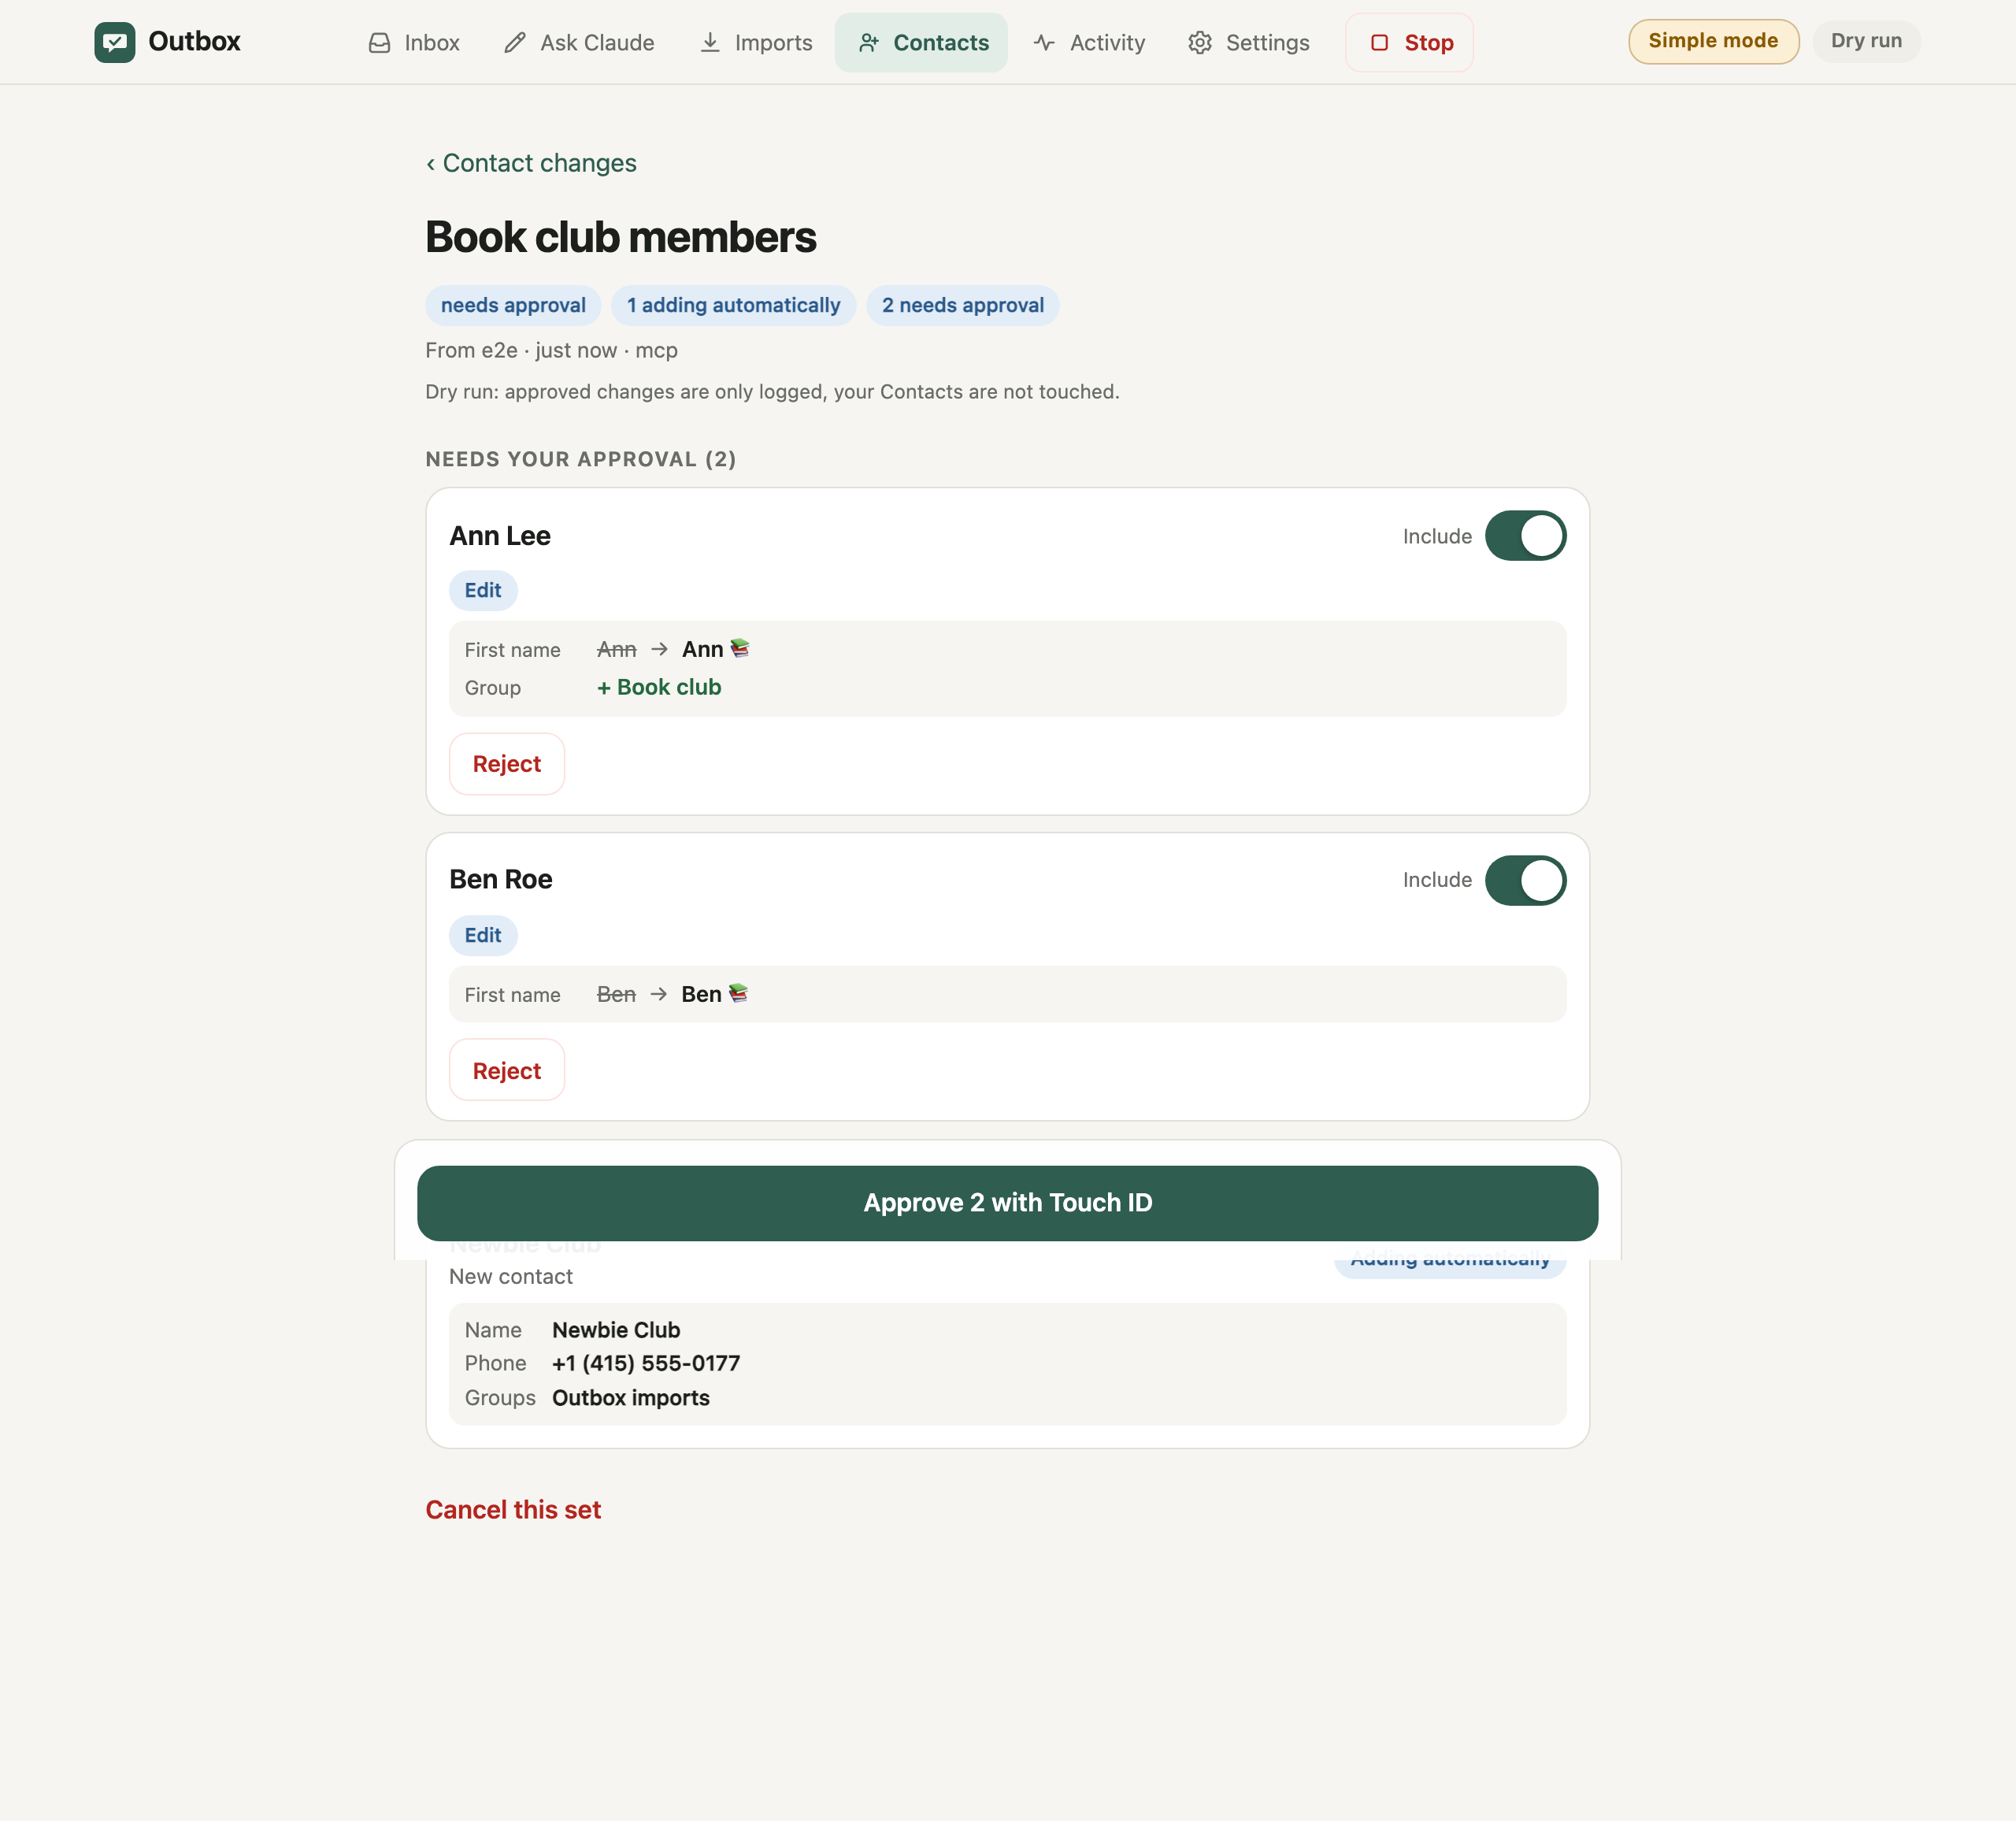 Outbox
Inbox
Ask Claude
Imports
Contacts
Activity
Settings
Stop
Simple mode
Dry run
‹ Contact changes
Book club members
needs approval
1 adding automatically
2 needs approval
From e2e · just now · mcp
Dry run: approved changes are only logged, your Contacts are not touched.
NEEDS YOUR APPROVAL (2)
Ann Lee
Include
Edit
First name Ann → Ann 📚
Group + Book club
Reject
Ben Roe
Include
Edit
First name Ben → Ben 📚
Reject
Approve 2 with Touch ID
Newbie Club
Adding automatically
New contact
Name Newbie Club
Phone +1 (415) 555-0177
Groups Outbox imports
Cancel this set